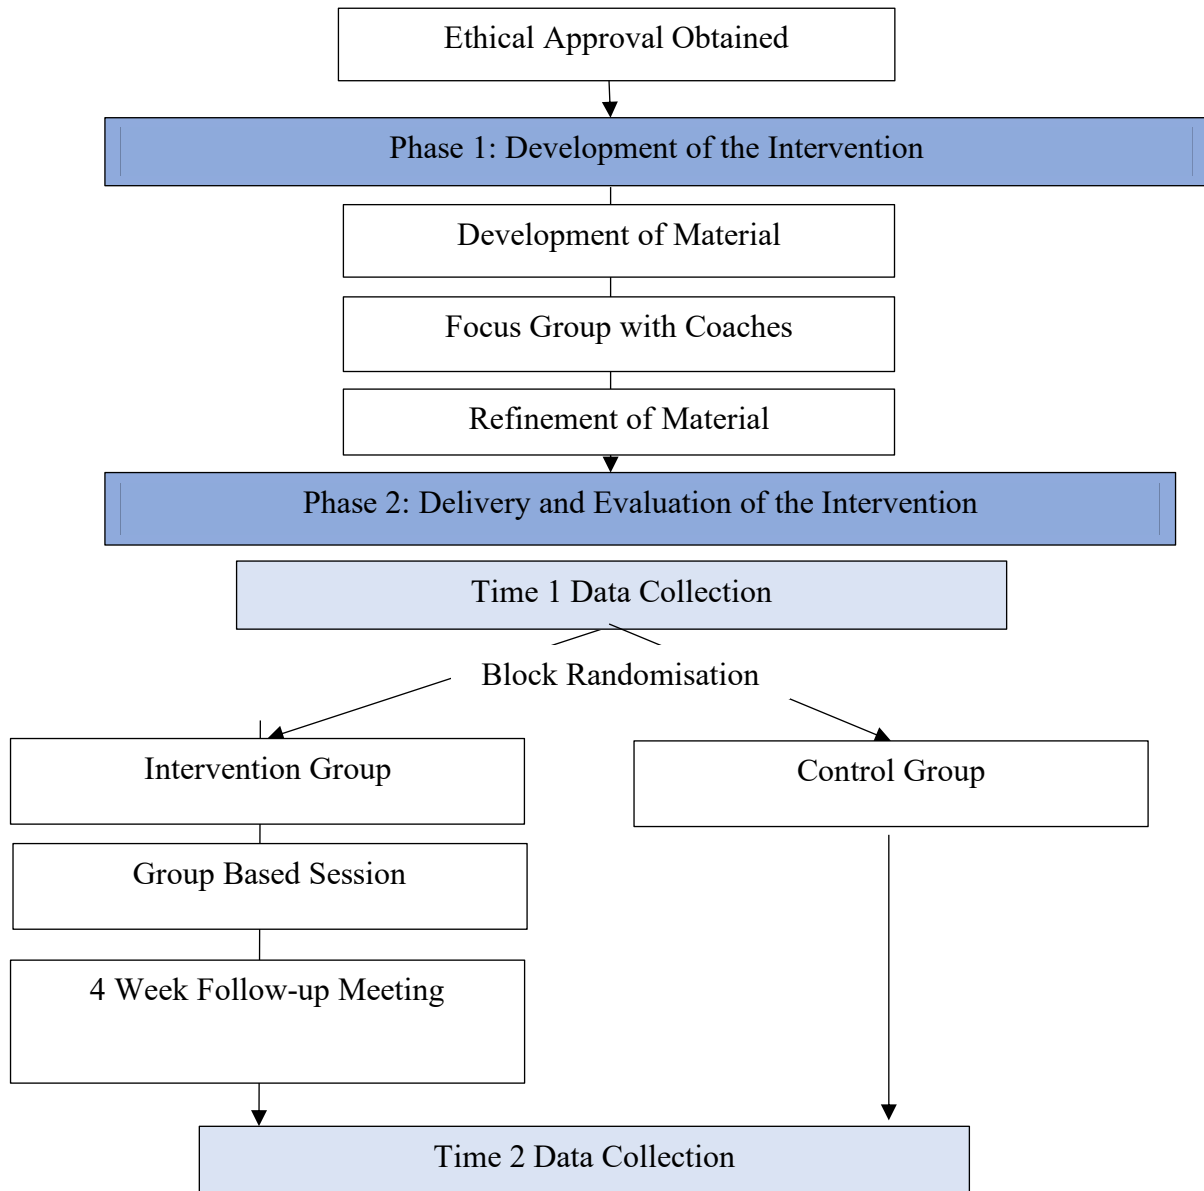 Ethical Approval Obtained
Phase 1: Development of the Intervention
Development of Material
Focus Group with Coaches
Refinement of Material
Phase 2: Delivery and Evaluation of the Intervention
Time 1 Data Collection
Block Randomisation
Intervention Group
Control Group
Group Based Session
4 Week Follow-up Meeting
Time 2 Data Collection